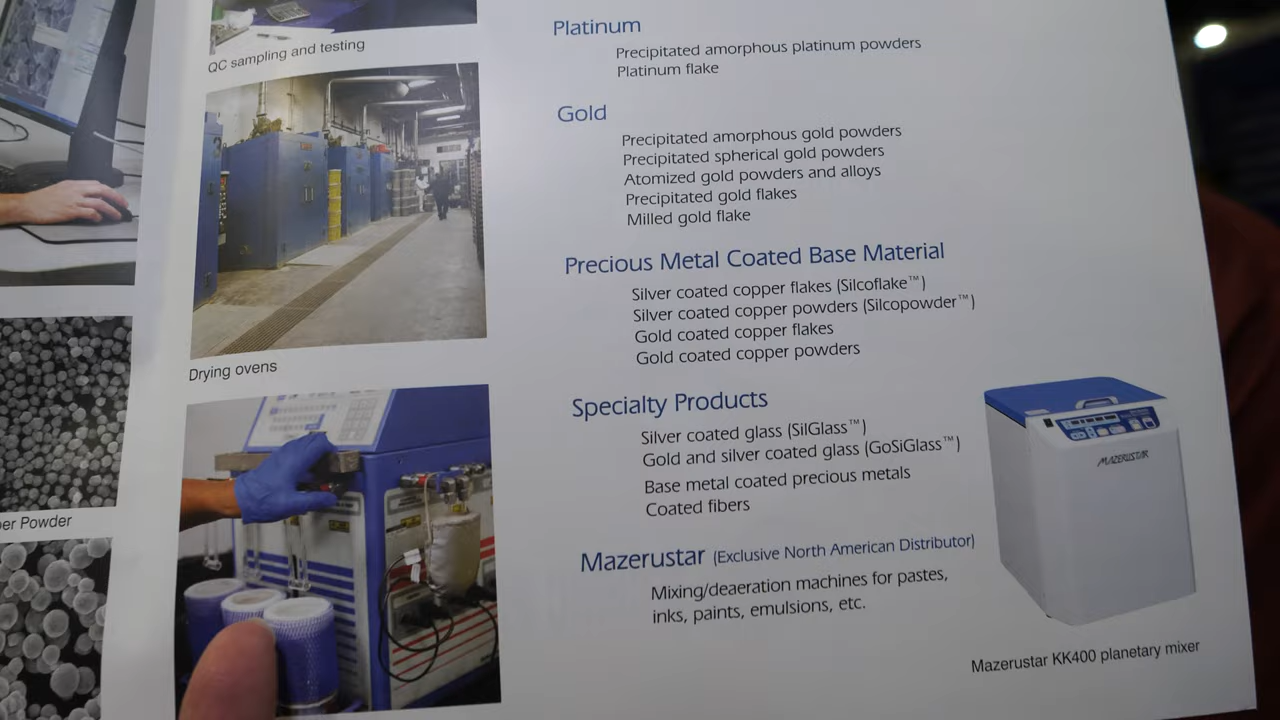 QC sampling and testing
Drying ovens
er Powder
Platinum
Precipitated amorphous platinum powders
Platinum flake
Gold
Precipitated amorphous gold powders
Precipitated spherical gold powders
Atomized gold powders and alloys
Precipitated gold flakes
Milled gold flake
Precious Metal Coated Base Material
Silver coated copper flakes (Silcoflake™)
Silver coated copper powders (Silcopowder™)
Gold coated copper flakes
Gold coated copper powders
Specialty Products
Silver coated glass (SilGlass™)
Gold and silver coated glass (GoSiGlass™)
Base metal coated precious metals
Coated fibers
Mazerustar (Exclusive North American Distributor)
Mixing/deaeration machines for pastes,
inks, paints, emulsions, etc.
MAZERUSTAR
Mazerustar KK400 planetary mixer